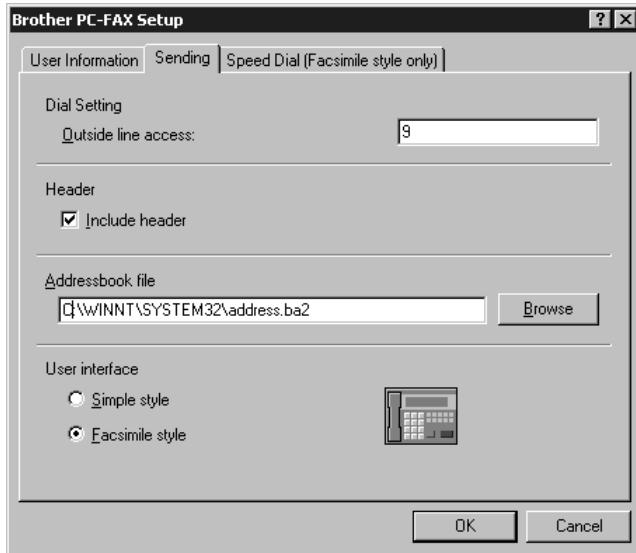 Brother PC-FAX Setup
User Information Sending Speed Dial (Facsimile style only)
Dial Setting
Outside line access: 9
Header
Include header
Addressbook file
C:\WINNT\SYSTEM32\address.ba2 Browse
User interface
Simple style
Facsimile style
OK Cancel